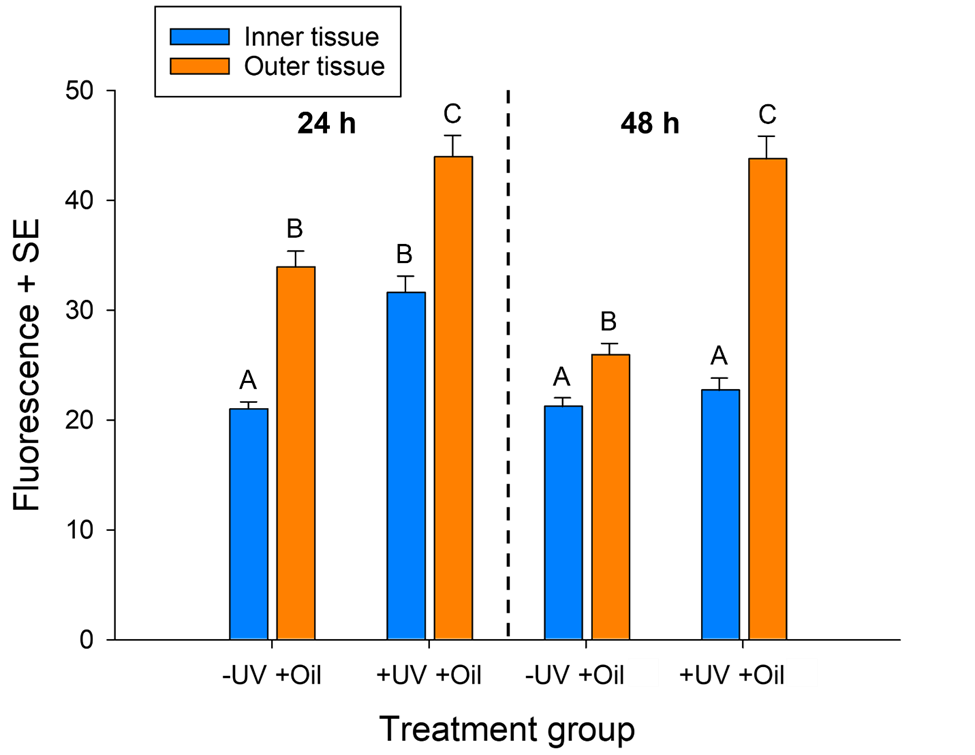 Inner tissue
Outer tissue
Fluorescence + SE
50
40
30
20
10
0
24 h
48 h
A
B
B
C
A
B
A
C
-UV +Oil
+UV +Oil
-UV +Oil
+UV +Oil
Treatment group